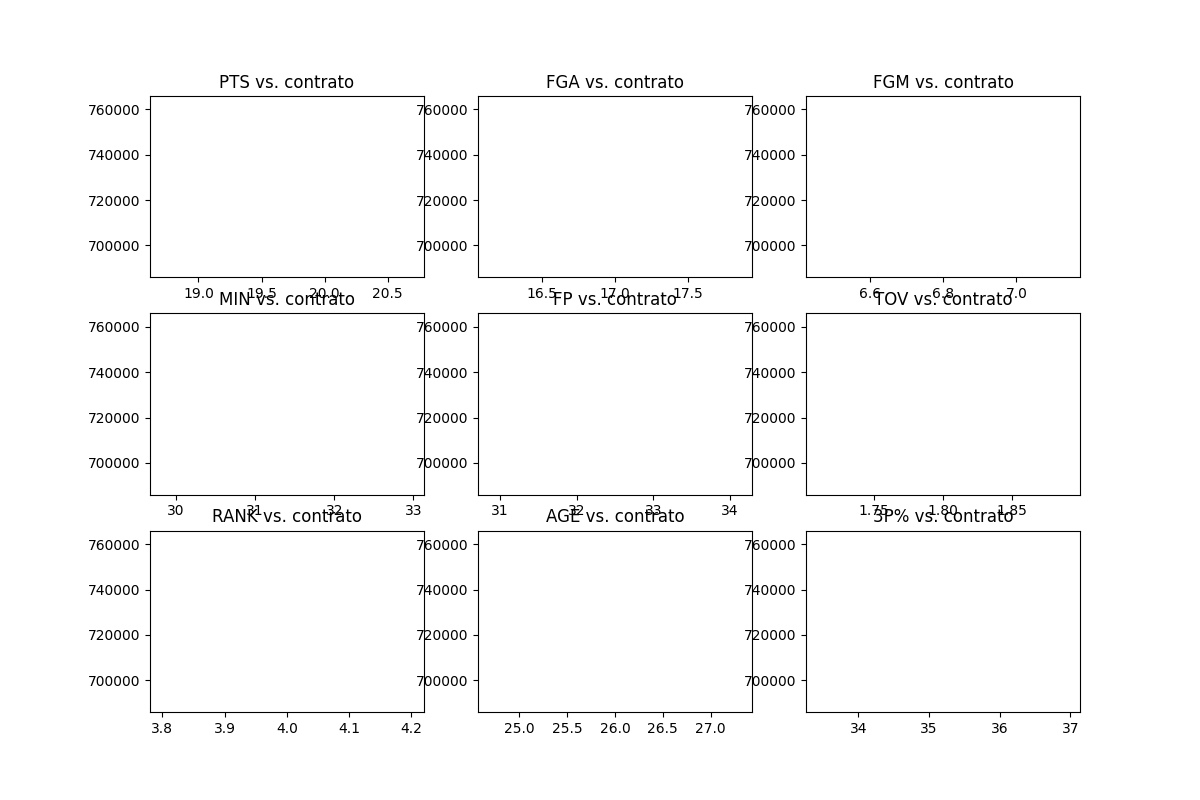 PTS vs. contrato
FGA vs. contrato
FGM vs. contrato
760000
740000
720000
700000
760000
740000
720000
700000
760000
740000
720000
700000
19.0 19.5 20.0 20.5
16.5 17.0 17.5
6.6 6.8 7.0
MIN vs. contrato
FP vs. contrato
TOV vs. contrato
760000
740000
720000
700000
760000
740000
720000
700000
760000
740000
720000
700000
30 31 32 33
31 32 33 34
1.75 1.80 1.85
RANK vs. contrato
AGE vs. contrato
3P% vs. contrato
760000
740000
720000
700000
760000
740000
720000
700000
760000
740000
720000
700000
3.8 3.9 4.0 4.1 4.2
25.0 25.5 26.0 26.5 27.0
34 35 36 37